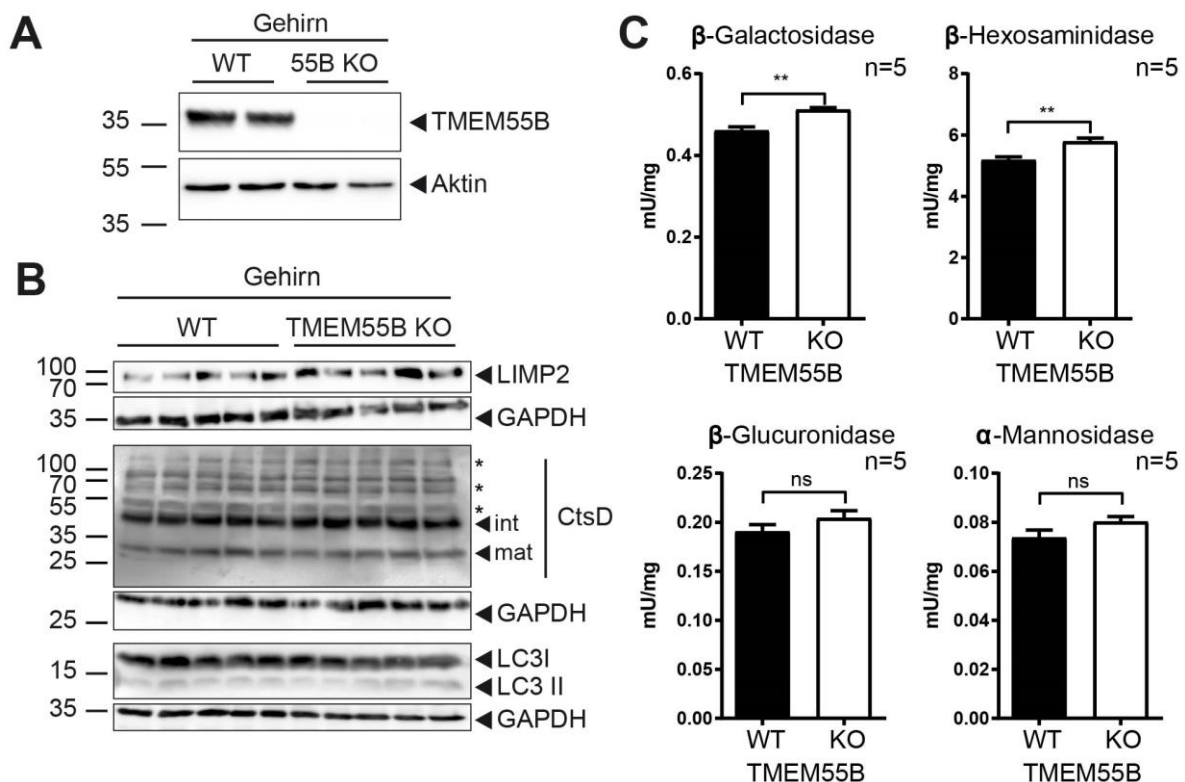 A
Gehirn
WT 55B KO
35
TMEM55B
55
Aktin
35
B
Gehirn
WT TMEM55B KO
100
70
LIMP2
35
GAPDH
100
70
55
35
25
*
*
*
int
mat
CtsD
25
GAPDH
15
LC3I
LC3 II
35
GAPDH
C
β-Galactosidase
n=5
**
mU/mg
0.6
0.4
0.2
0.0
WT KO
TMEM55B
β-Hexosaminidase
n=5
**
mU/mg
8
6
4
2
0
WT KO
TMEM55B
β-Glucuronidase
n=5
ns
mU/mg
0.25
0.20
0.15
0.10
0.05
0.00
WT KO
TMEM55B
α-Mannosidase
n=5
ns
mU/mg
0.10
0.08
0.06
0.04
0.02
0.00
WT KO
TMEM55B